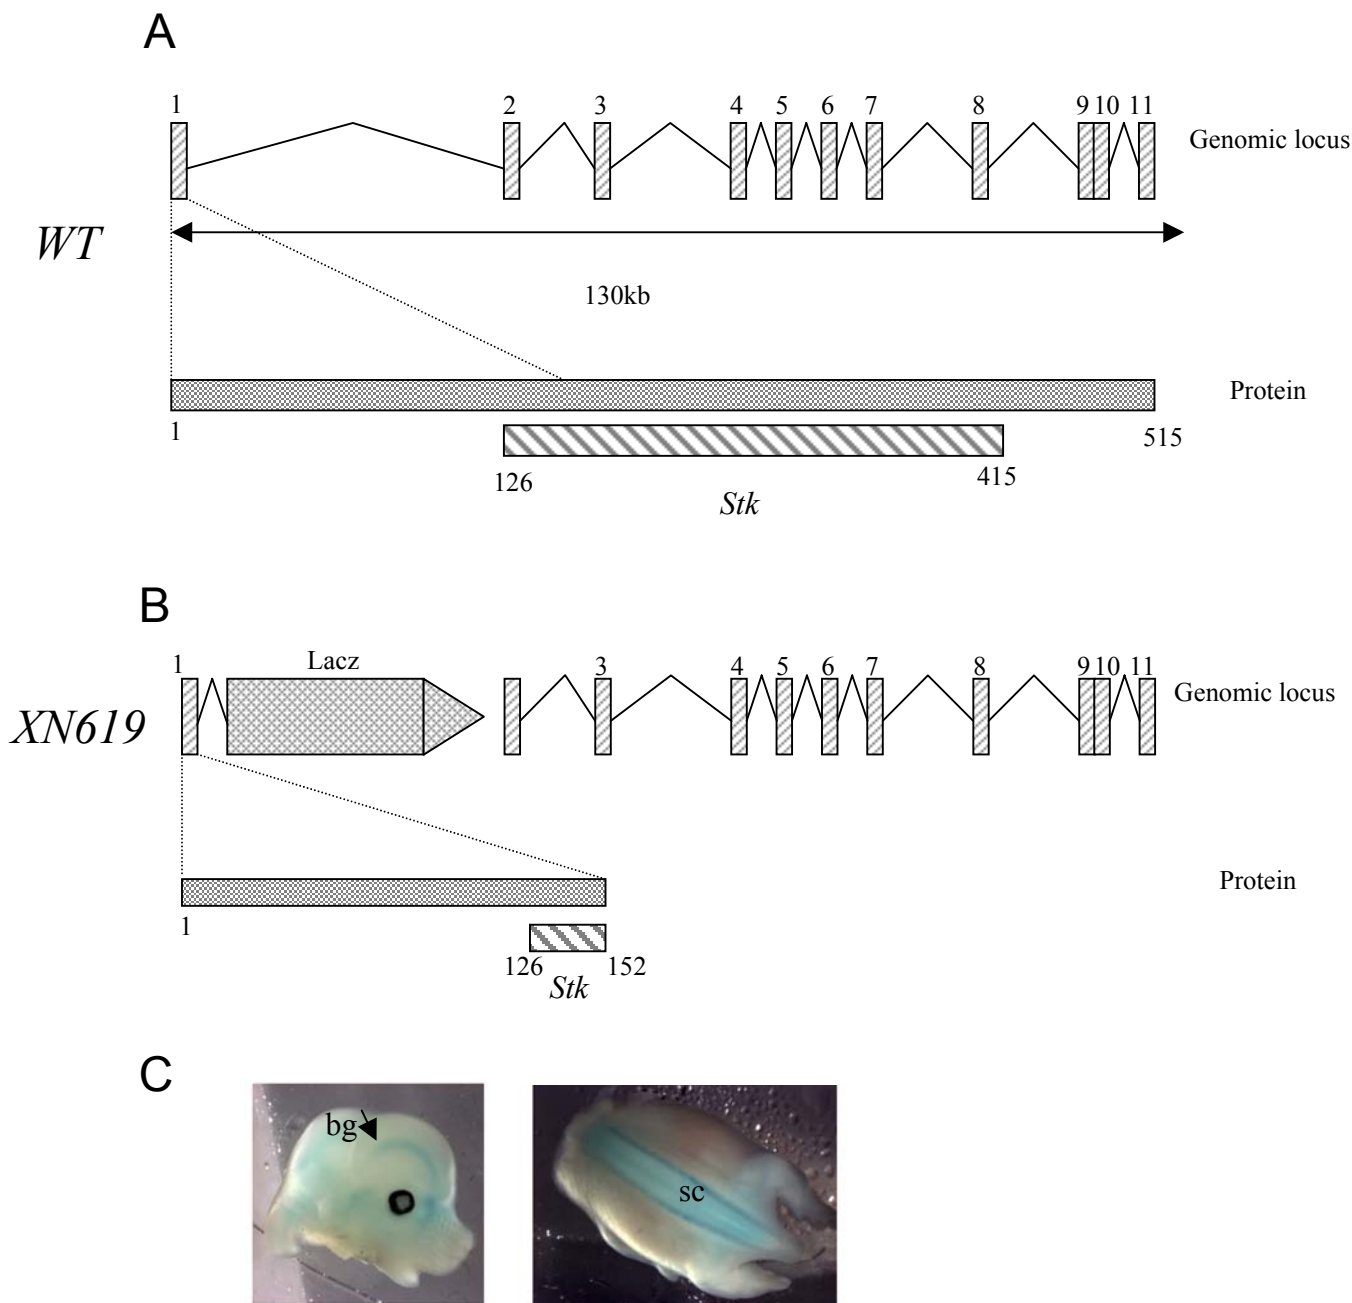 A
1 2 3 4 5 6 7 8 9 10 11
Genomic locus
WT
130kb
Protein
1 515
126 415
Stk
B
1 Lacz 3 4 5 6 7 8 9 10 11
Genomic locus
XN619
Protein
1
126 152
Stk
C
bg
sc